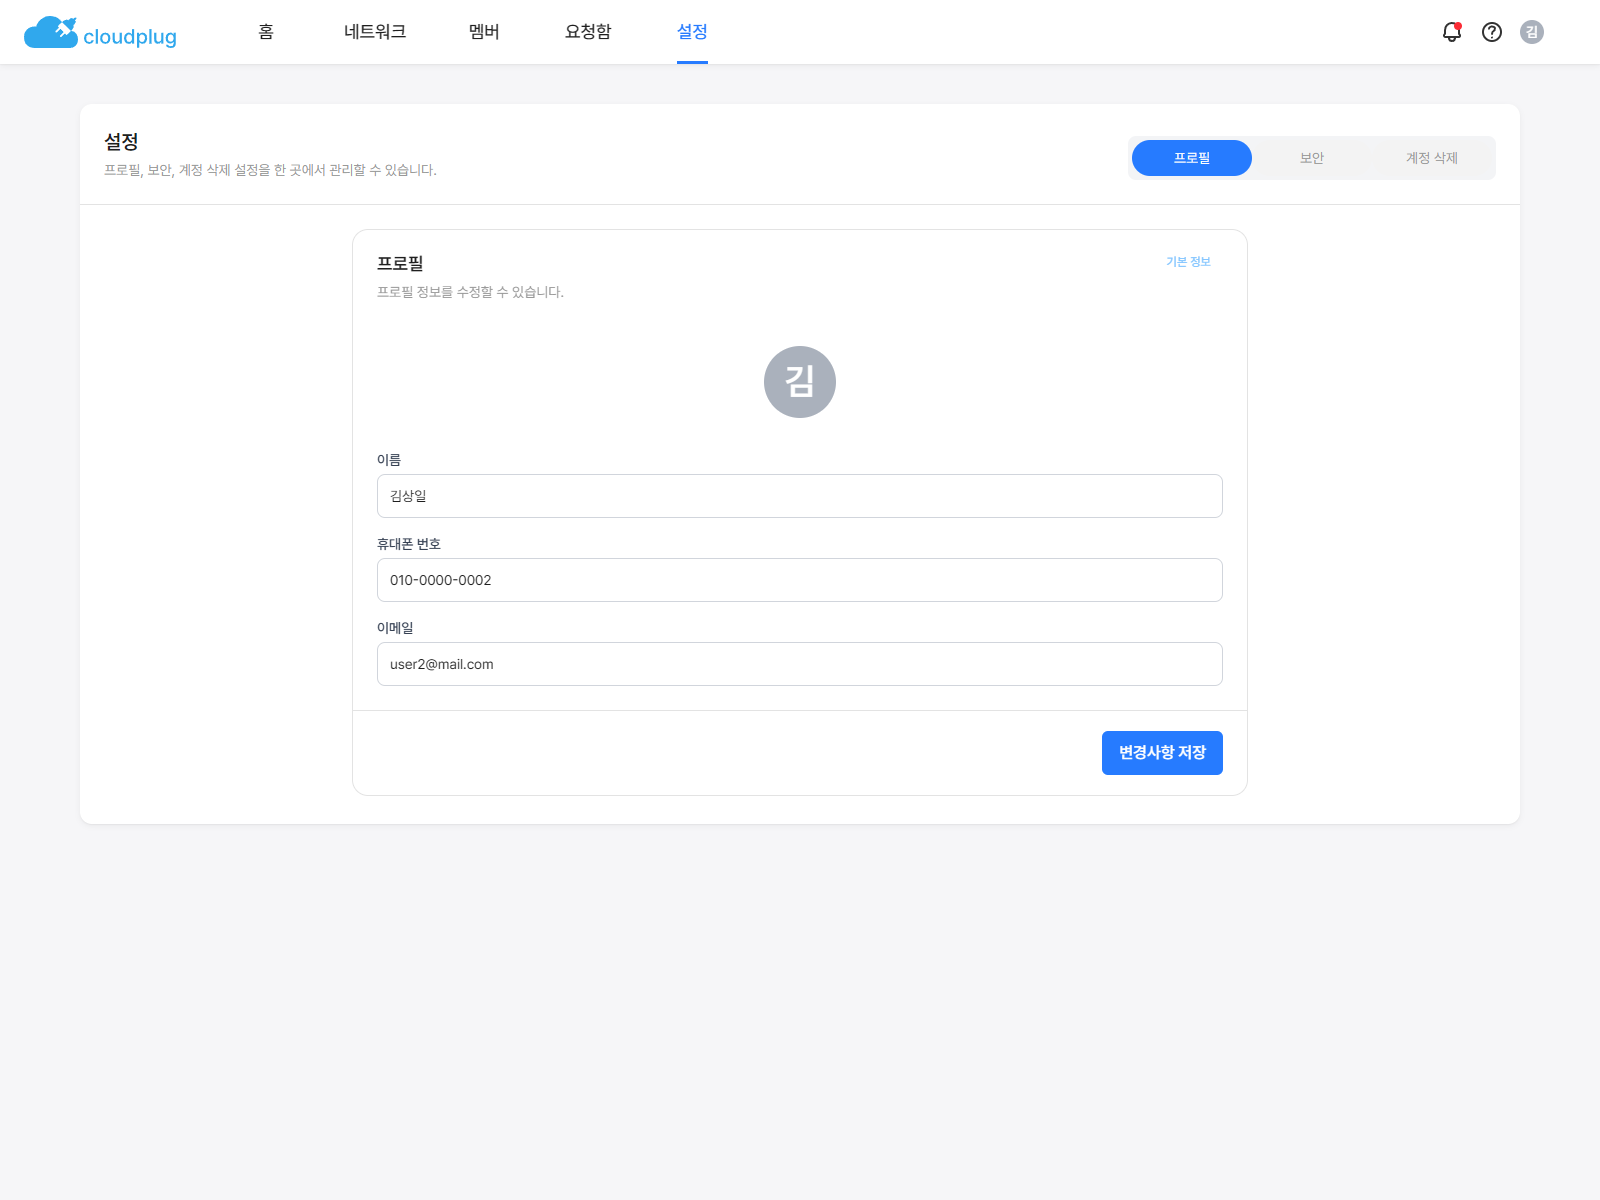 cloudplug
홈
네트워크
멤버
요청함
설정
김
설정
프로필, 보안, 계정 삭제 설정을 한 곳에서 관리할 수 있습니다.
프로필
보안
계정 삭제
프로필
기본 정보
프로필 정보를 수정할 수 있습니다.
김
이름
김상일
휴대폰 번호
010-0000-0002
이메일
user2@mail.com
변경사항 저장